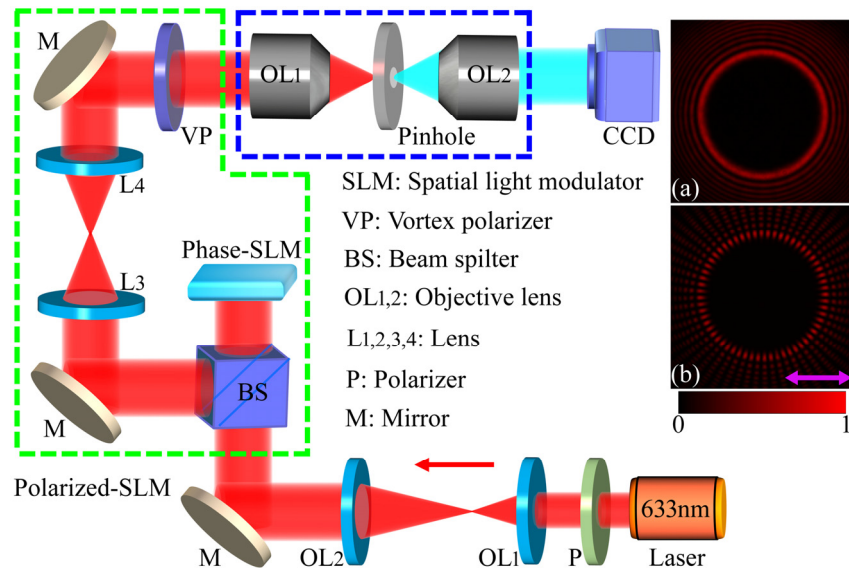 M
VP
OL1
Pinhole
OL2
CCD
(a)
L4
SLM: Spatial light modulator
VP: Vortex polarizer
Phase-SLM
BS: Beam spilter
L3
OL1,2: Objective lens
L1,2,3,4: Lens
(b)
BS
P: Polarizer
M
M: Mirror
0 1
Polarized-SLM
633nm
M
OL2
OL1
P
Laser